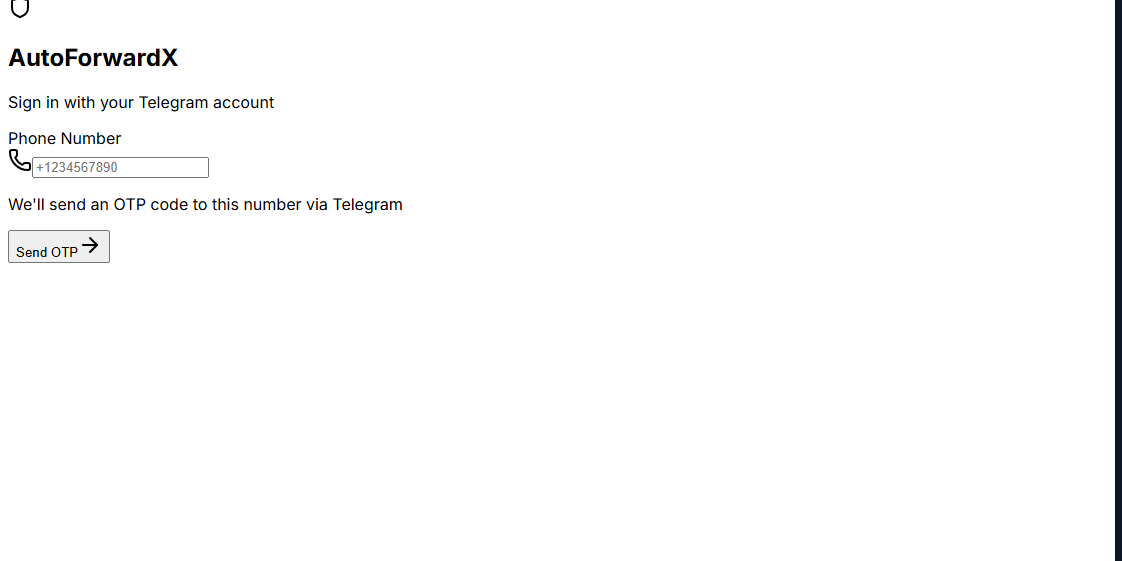 AutoForwardX
Sign in with your Telegram account
Phone Number
+1234567890
We'll send an OTP code to this number via Telegram
Send OTP